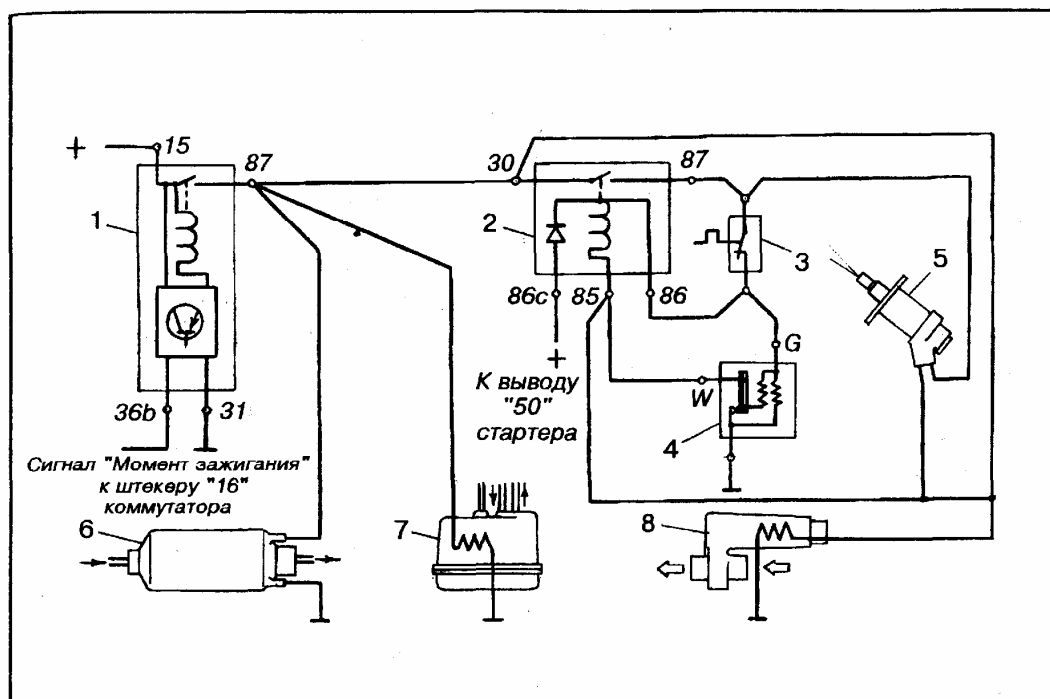 + 15
87
30
87
1
2
3
5
86c
85
86
+
G
К выводу
"50"
стартера
W
4
36b
31
Сигнал "Момент зажигания"
к штекеру "16"
коммутатора
6
7
8